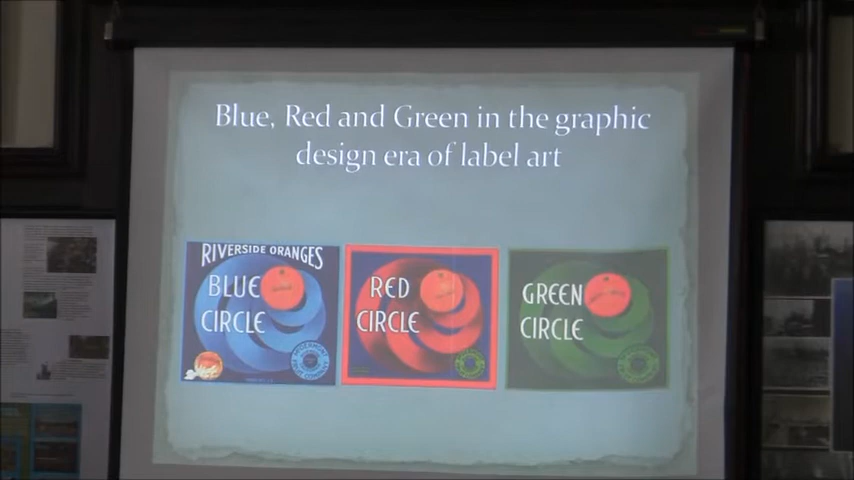 Blue, Red and Green in the graphic
design era of label art
RIVERSIDE ORANGES
BLUE
CIRCLE
RED
CIRCLE
GREEN
CIRCLE